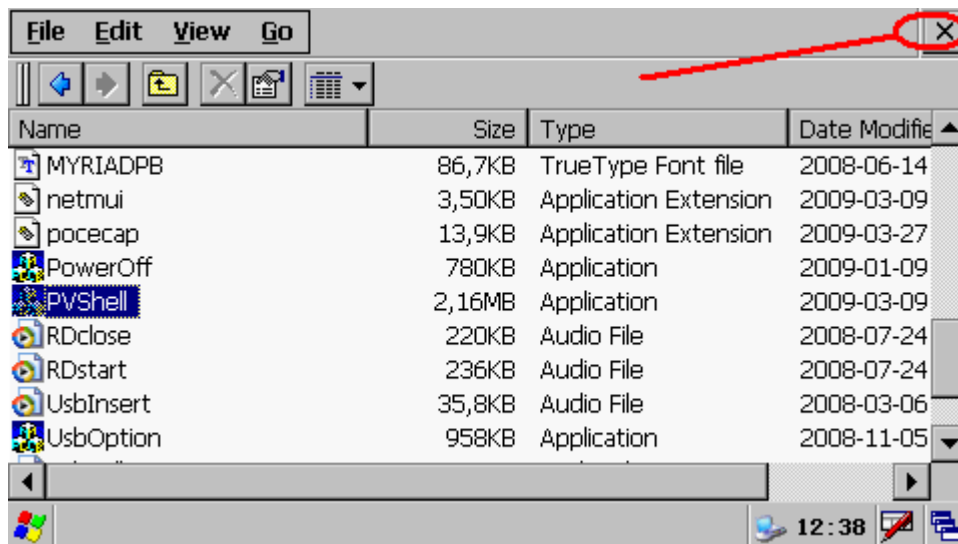 File Edit View Go
Name Size Type Date Modifie
MYRIADPB 86,7KB TrueType Font file 2008-06-14
netmui 3,50KB Application Extension 2009-03-09
pocecap 13,9KB Application Extension 2009-03-27
PowerOff 780KB Application 2009-01-09
PVShell 2,16MB Application 2009-03-09
RDclose 220KB Audio File 2008-07-24
RDstart 236KB Audio File 2008-07-24
UsbInsert 35,8KB Audio File 2008-03-06
UsbOption 958KB Application 2008-11-05
12:38